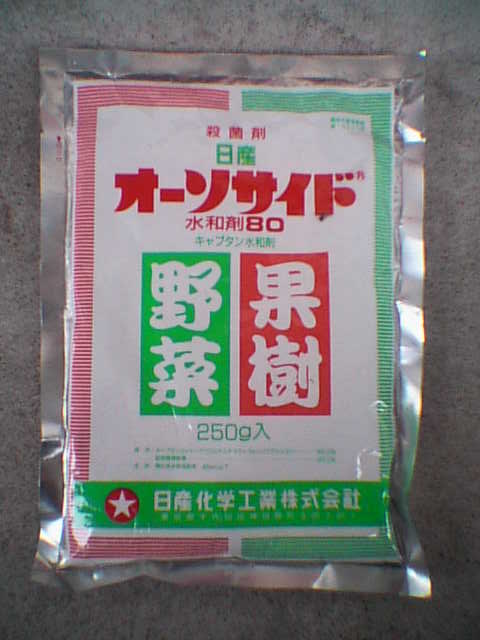 殺菌剤
日産
オーソサイド®
水和剤80
キャプタン水和剤
野菜
果樹
250g入
日産化学工業株式会社